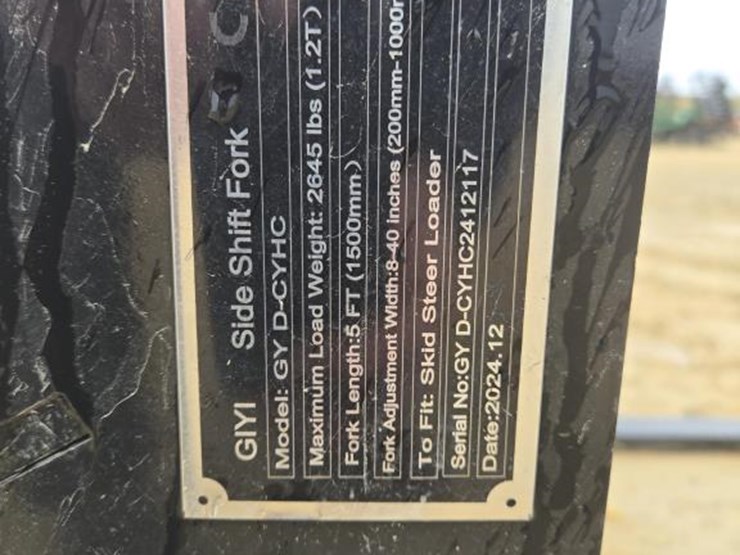 GIYI Side Shift Fork C
Model: GY D-CYHC
Maximum Load Weight: 2645 lbs (1.2T)
Fork Length:5 FT (1500mm)
Fork Adjustment Width:8-40 inches (200mm-1000
To Fit: Skid Steer Loader
Serial No:GY D-CYHC2412117
Date:2024.12